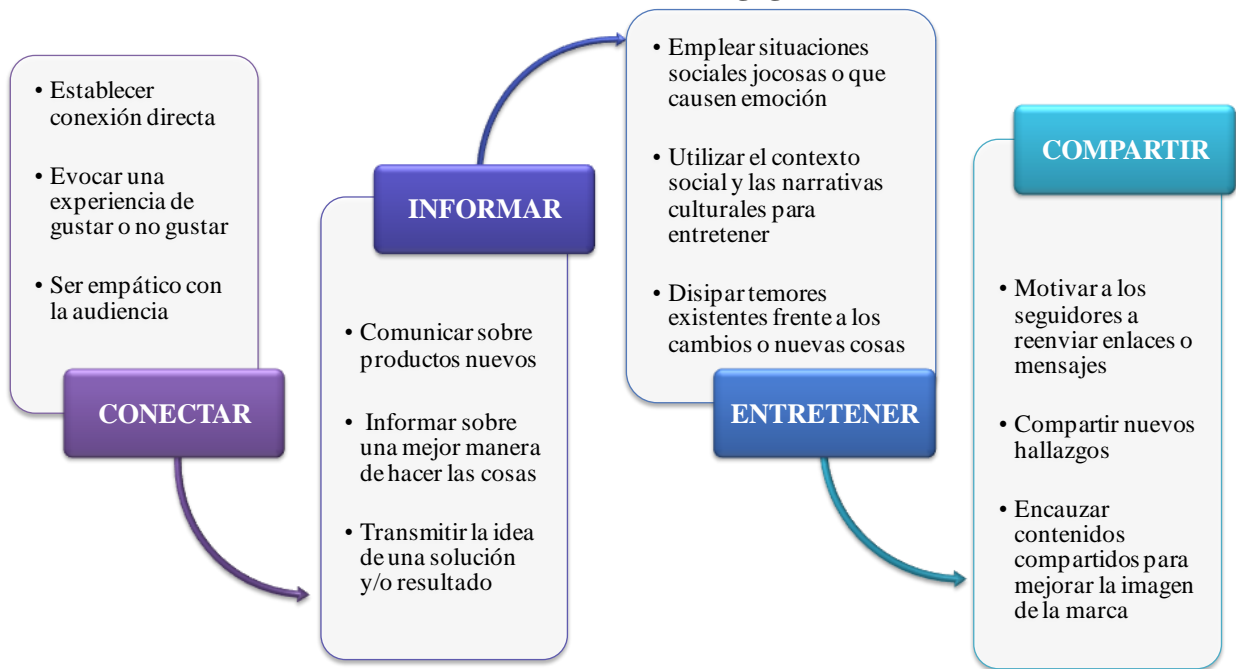 • Establecer
conexión directa
• Evocar una
experiencia de
gustar o no gustar
• Ser empático con
la audiencia
CONECTAR
INFORMAR
• Comunicar sobre
productos nuevos
• Informar sobre
una mejor manera
de hacer las cosas
• Transmitir la idea
de una solución
y/o resultado
• Emplear situaciones
sociales jocosas o que
causen emoción
• Utilizar el contexto
social y las narrativas
culturales para
entretener
• Disipar temores
existentes frente a los
cambios o nuevas cosas
ENTRETENER
COMPARTIR
• Motivar a los
seguidores a
reenviar enlaces o
mensajes
• Compartir nuevos
hallazgos
• Encauzar
contenidos
compartidos para
mejorar la imagen
de la marca